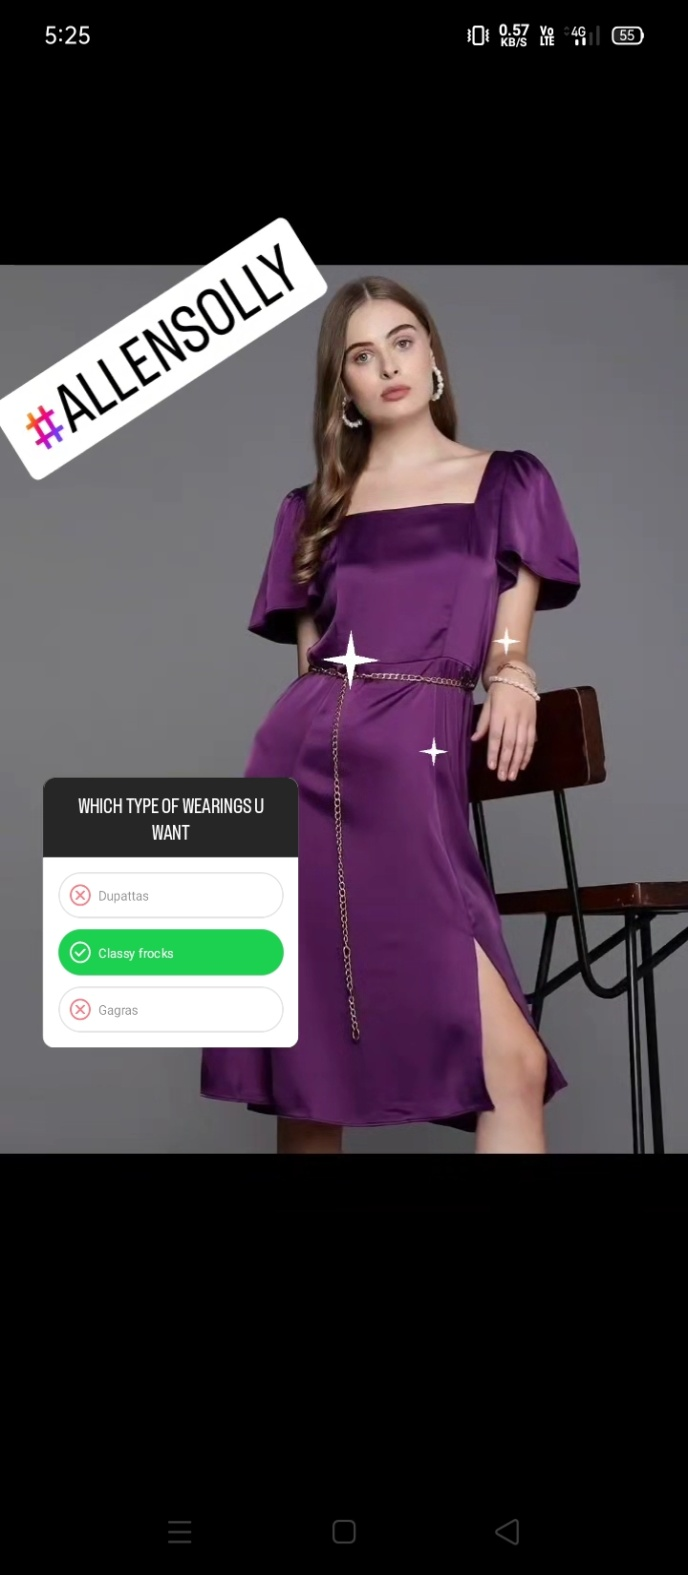 5:25
0.57
KB/S
Vo
LTE
4G
55
#ALLENSOLLY
WHICH TYPE OF WEARINGS U
WANT
Dupattas
Classy frocks
Gagras